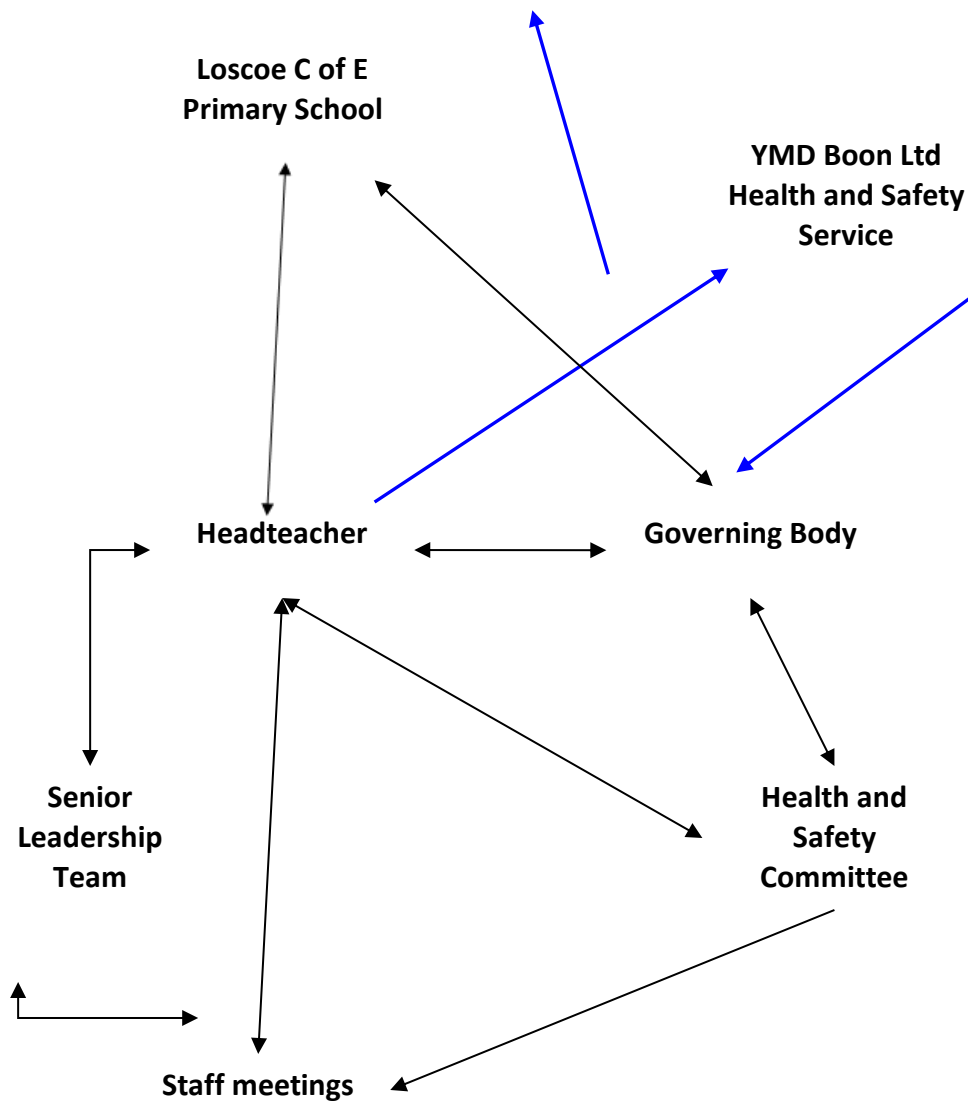 Loscoe C of E
Primary School
YMD Boon Ltd
Health and Safety
Service
Headteacher
Governing Body
Senior
Leadership
Team
Health and
Safety
Committee
Staff meetings